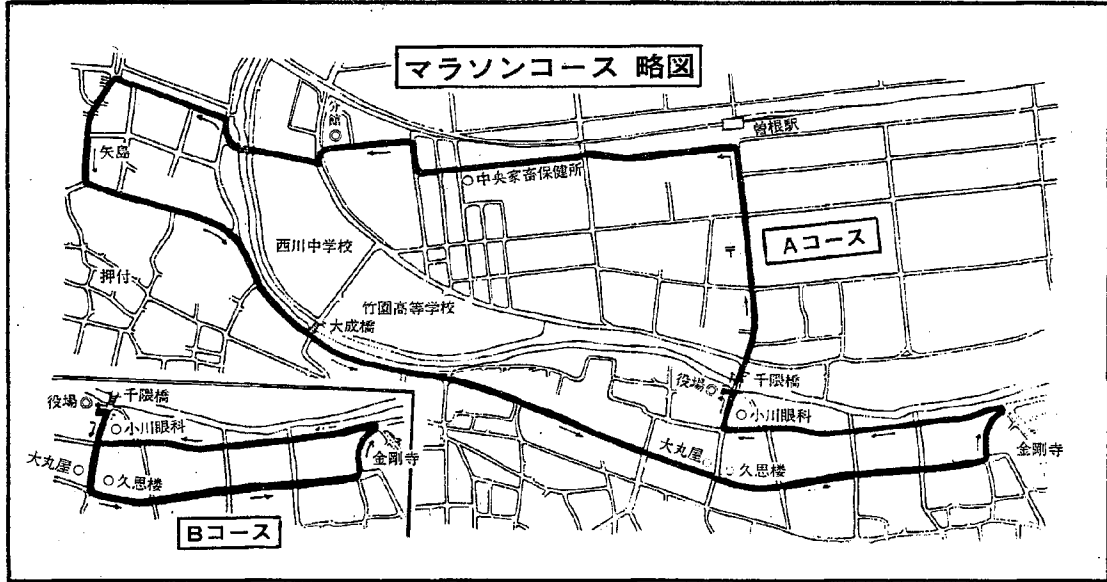 マラソンコース 略図
分館
曽根駅
矢島
中央家畜保健所
西川中学校
〒
Aコース
押付
竹園高等学校
大成橋
役場
千隈橋
小川眼科
金剛寺
大丸屋
久思楼
役場
千隈橋
小川眼科
金剛寺
大丸屋
久思楼
Bコース